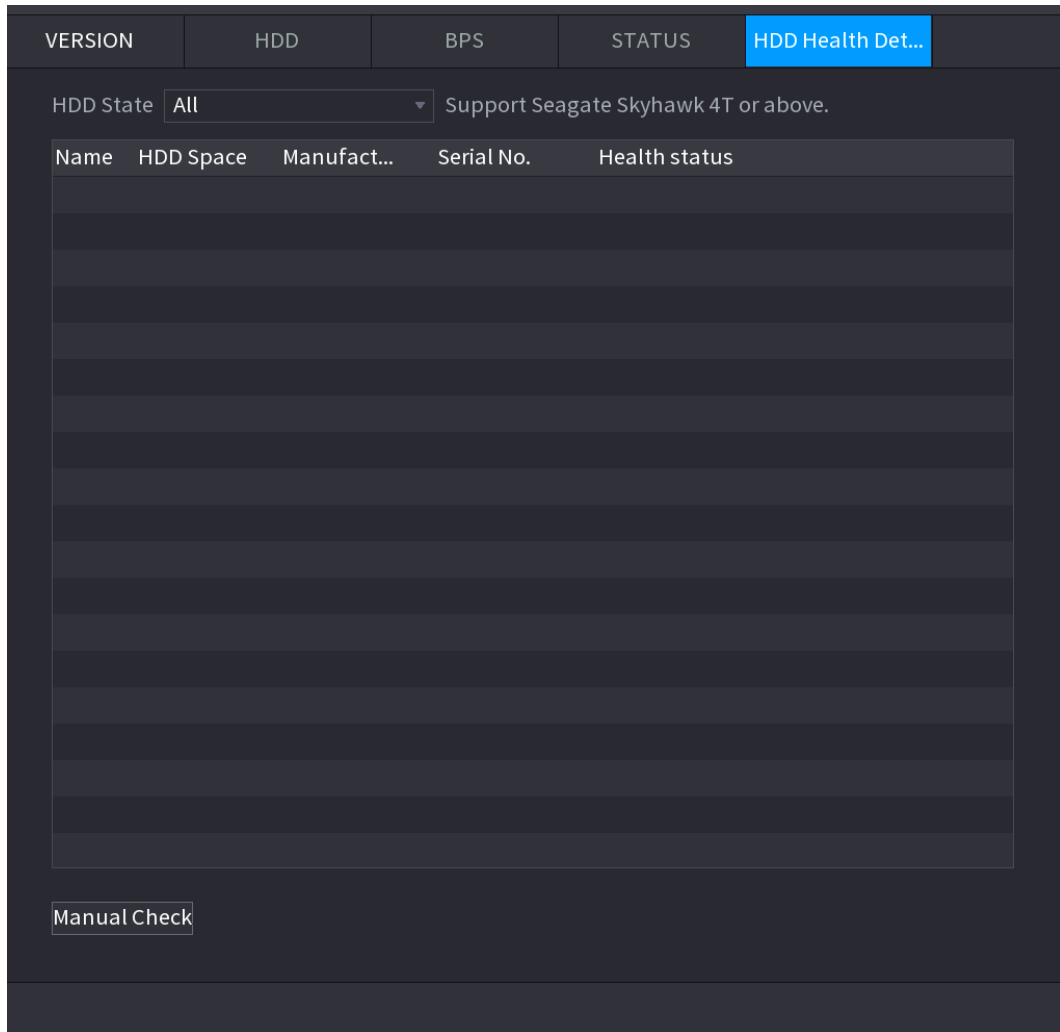 VERSION HDD BPS STATUS HDD Health Det...
HDD State All Support Seagate Skyhawk 4T or above.
Name HDD Space Manufact... Serial No. Health status
Manual Check